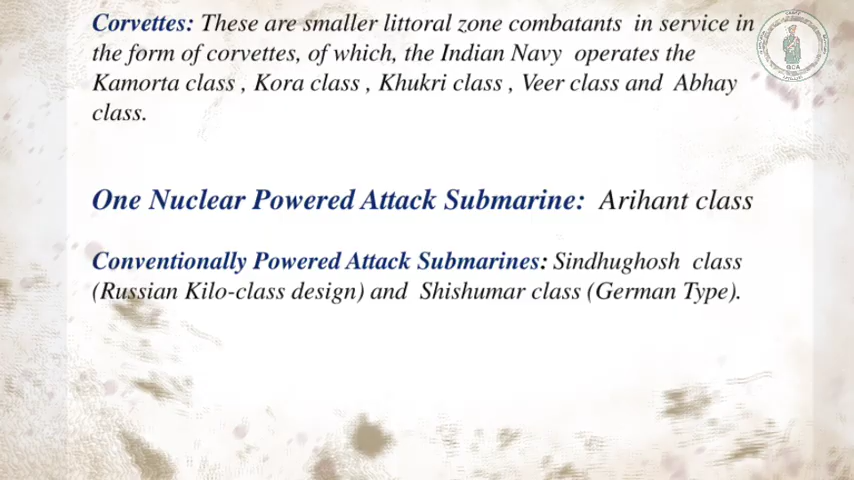 Corvettes: These are smaller littoral zone combatants in service in
the form of corvettes, of which, the Indian Navy operates the
Kamorta class , Kora class , Khukri class , Veer class and Abhay
class.
One Nuclear Powered Attack Submarine: Arihant class
Conventionally Powered Attack Submarines: Sindhughosh class
(Russian Kilo-class design) and Shishumar class (German Type).